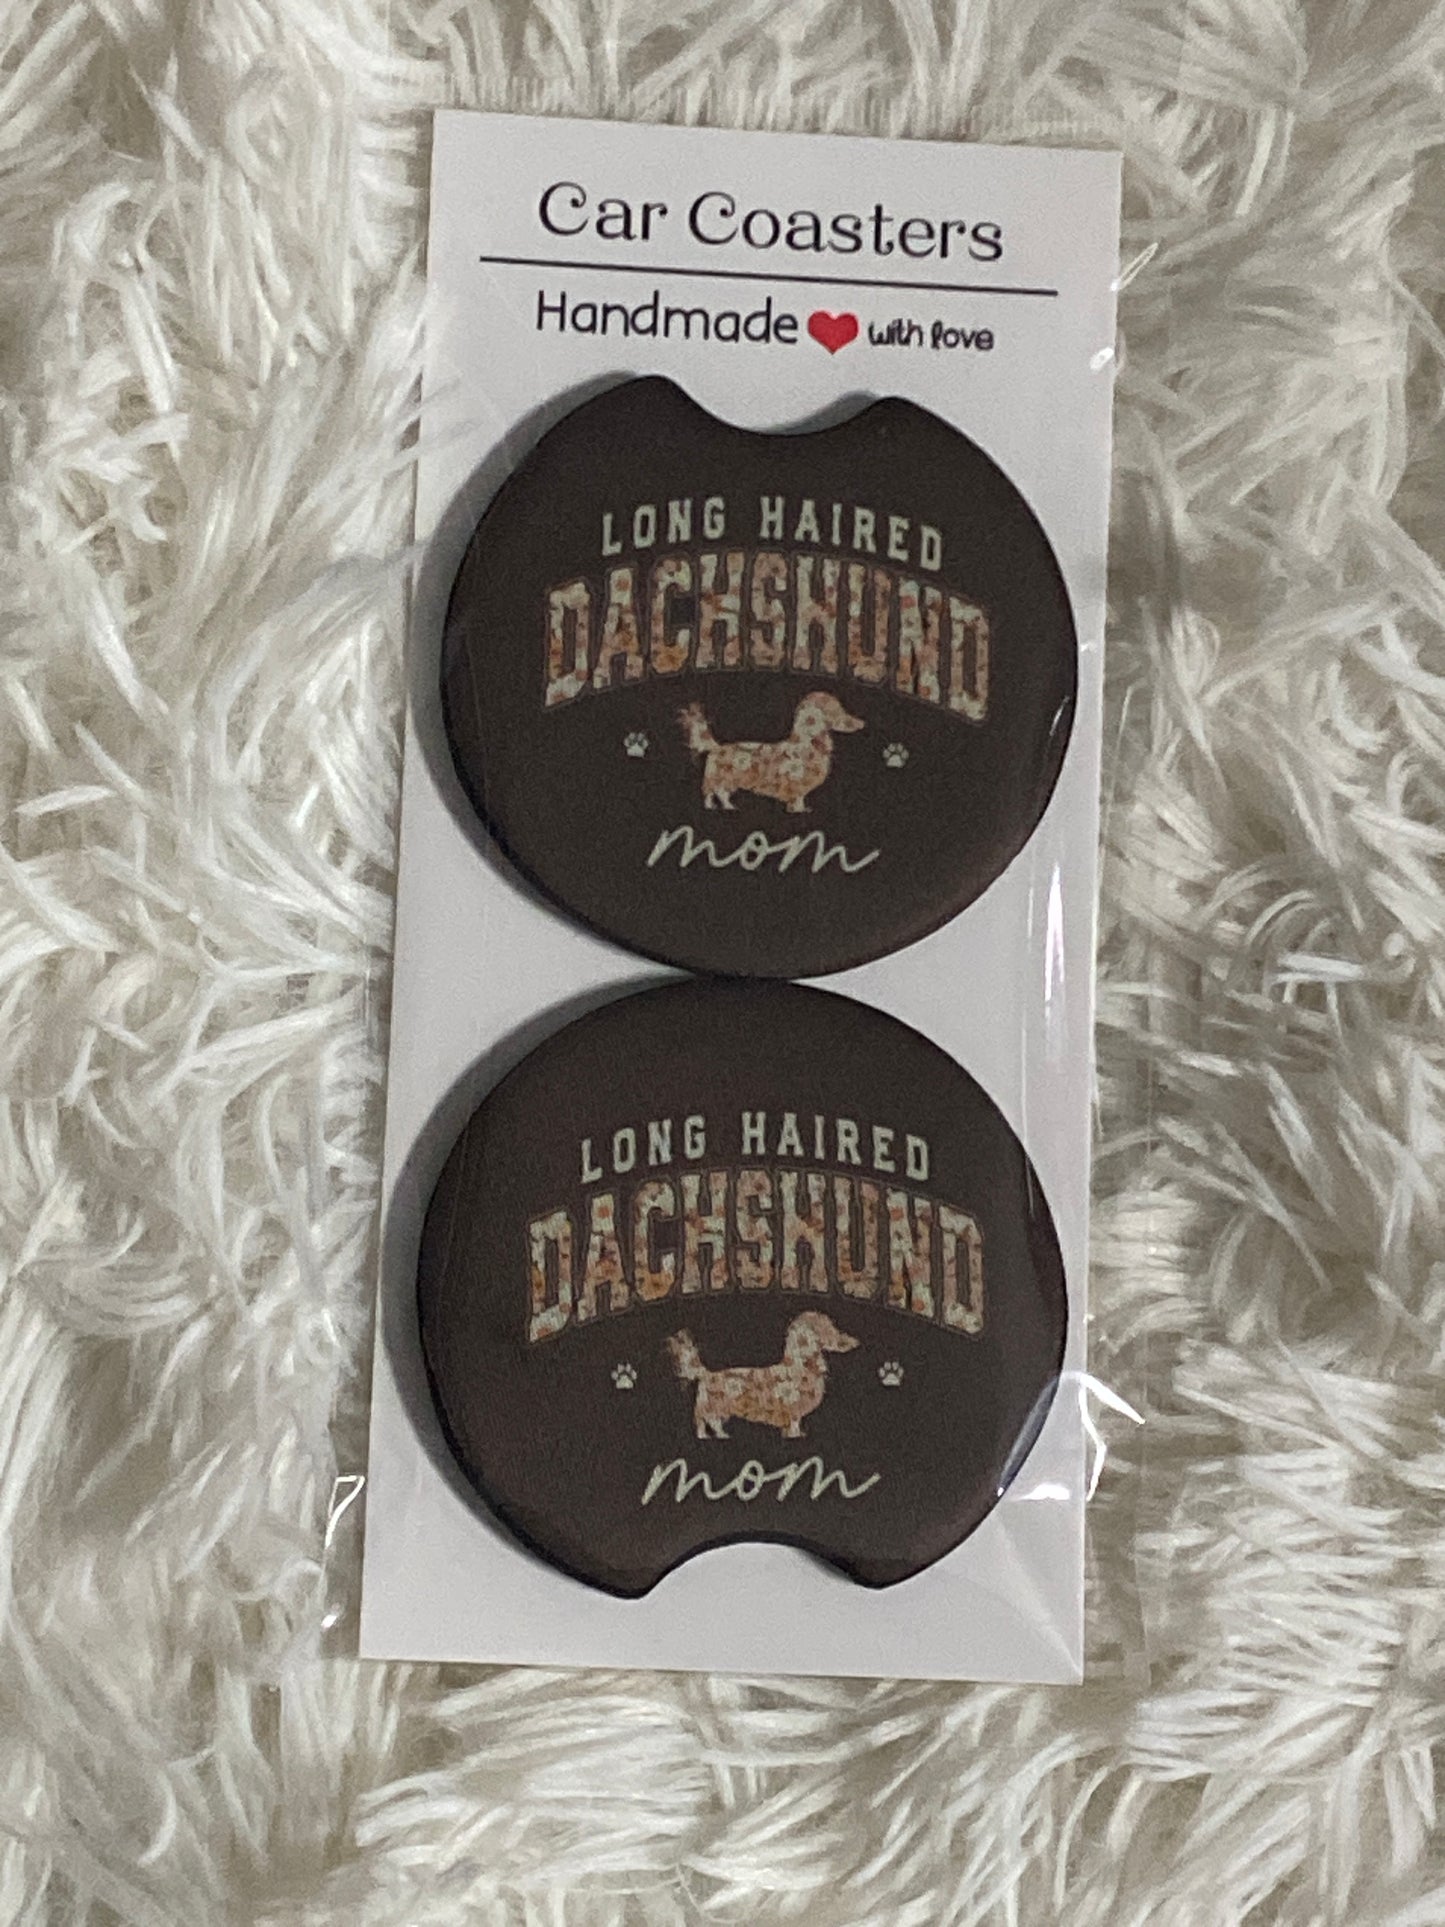 Car Coasters
Handmade with love
LONG HAIRED
DACHSHUND
mom
LONG HAIRED
DACHSHUND
mom